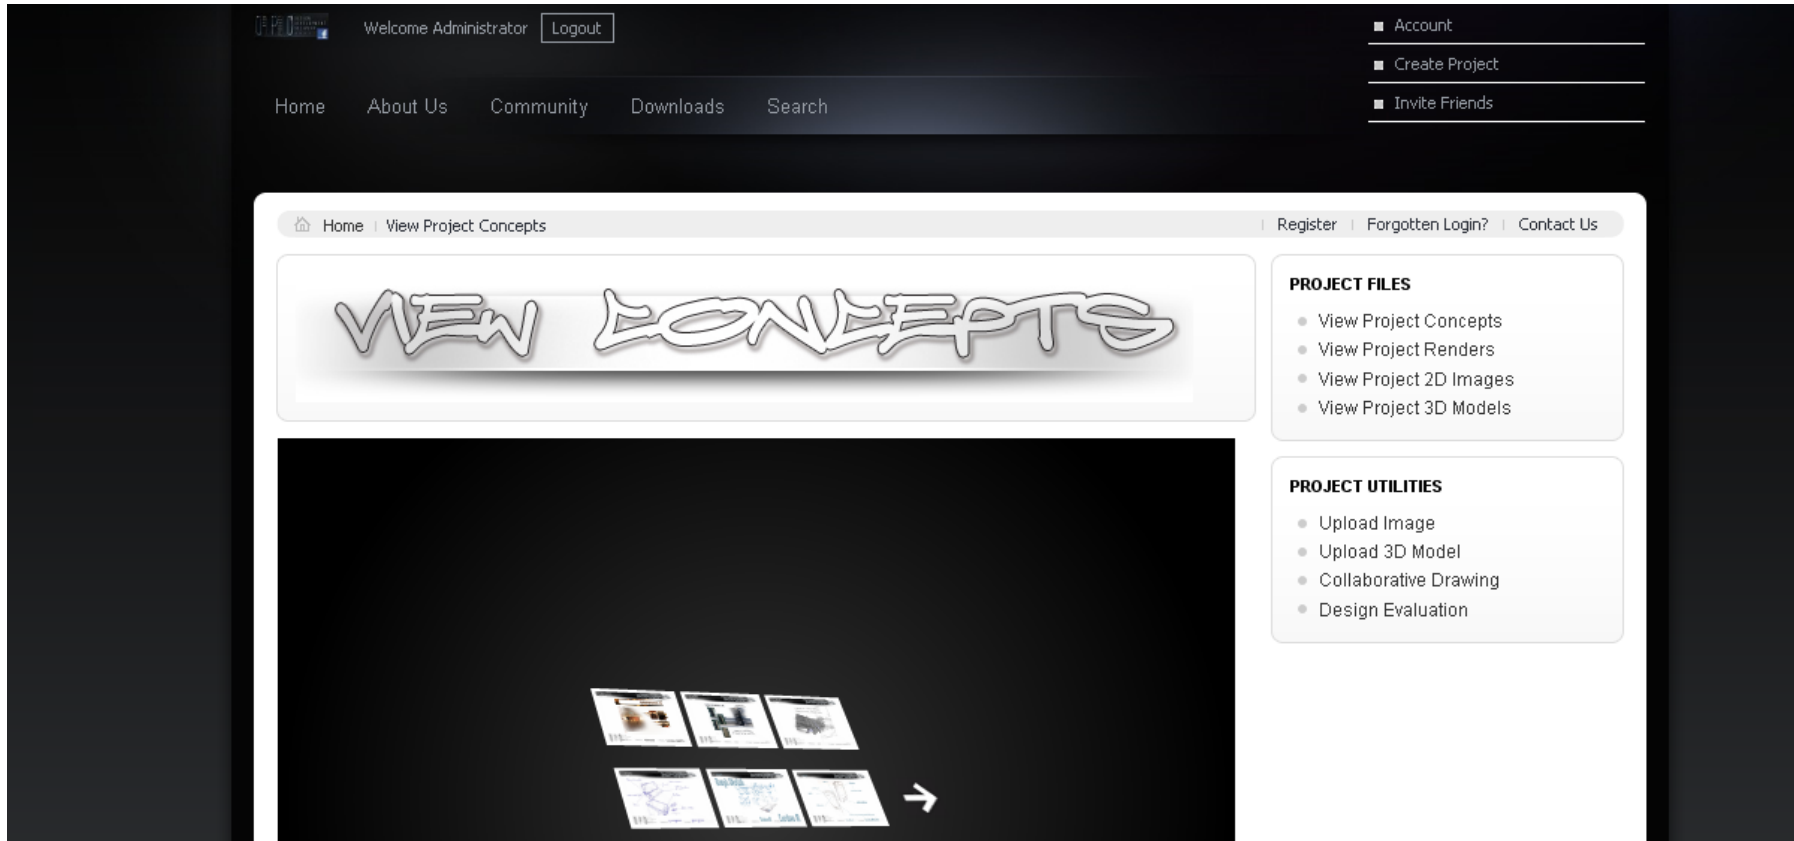 Welcome Administrator Logout
Account
Create Project
Invite Friends
Home About Us Community Downloads Search
Home View Project Concepts Register Forgotten Login? Contact Us
VIEW CONCEPTS
PROJECT FILES
View Project Concepts
View Project Renders
View Project 2D Images
View Project 3D Models
PROJECT UTILITIES
Upload Image
Upload 3D Model
Collaborative Drawing
Design Evaluation